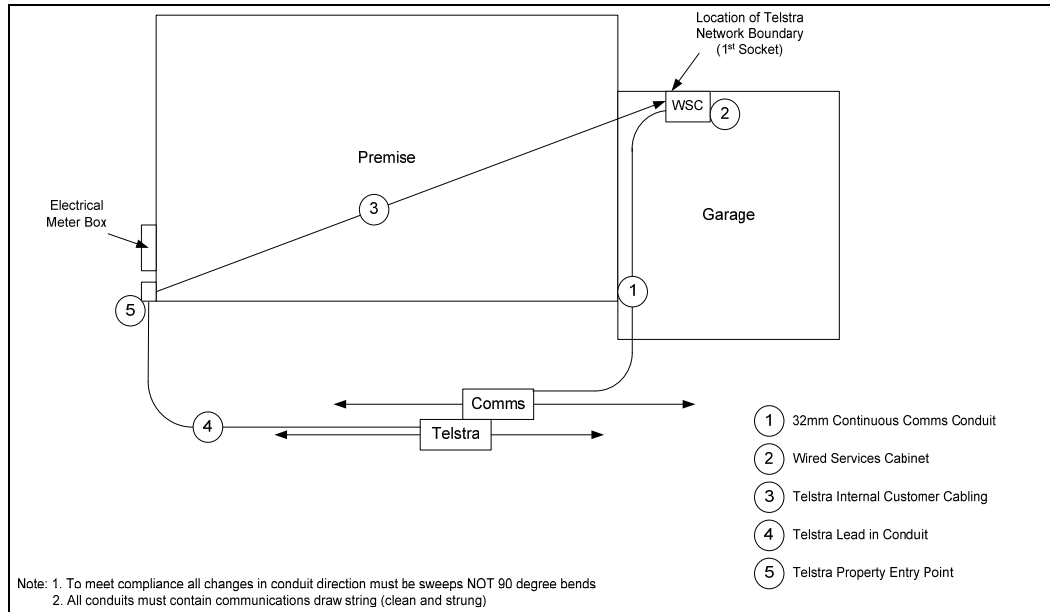 Location of Telstra
Network Boundary
(1st Socket)
WSC
2
Premise
3
Electrical
Meter Box
Garage
5
1
Comms
4
Telstra
1 32mm Continuous Comms Conduit
2 Wired Services Cabinet
3 Telstra Internal Customer Cabling
4 Telstra Lead in Conduit
5 Telstra Property Entry Point
Note: 1. To meet compliance all changes in conduit direction must be sweeps NOT 90 degree bends
2. All conduits must contain communications draw string (clean and strung)